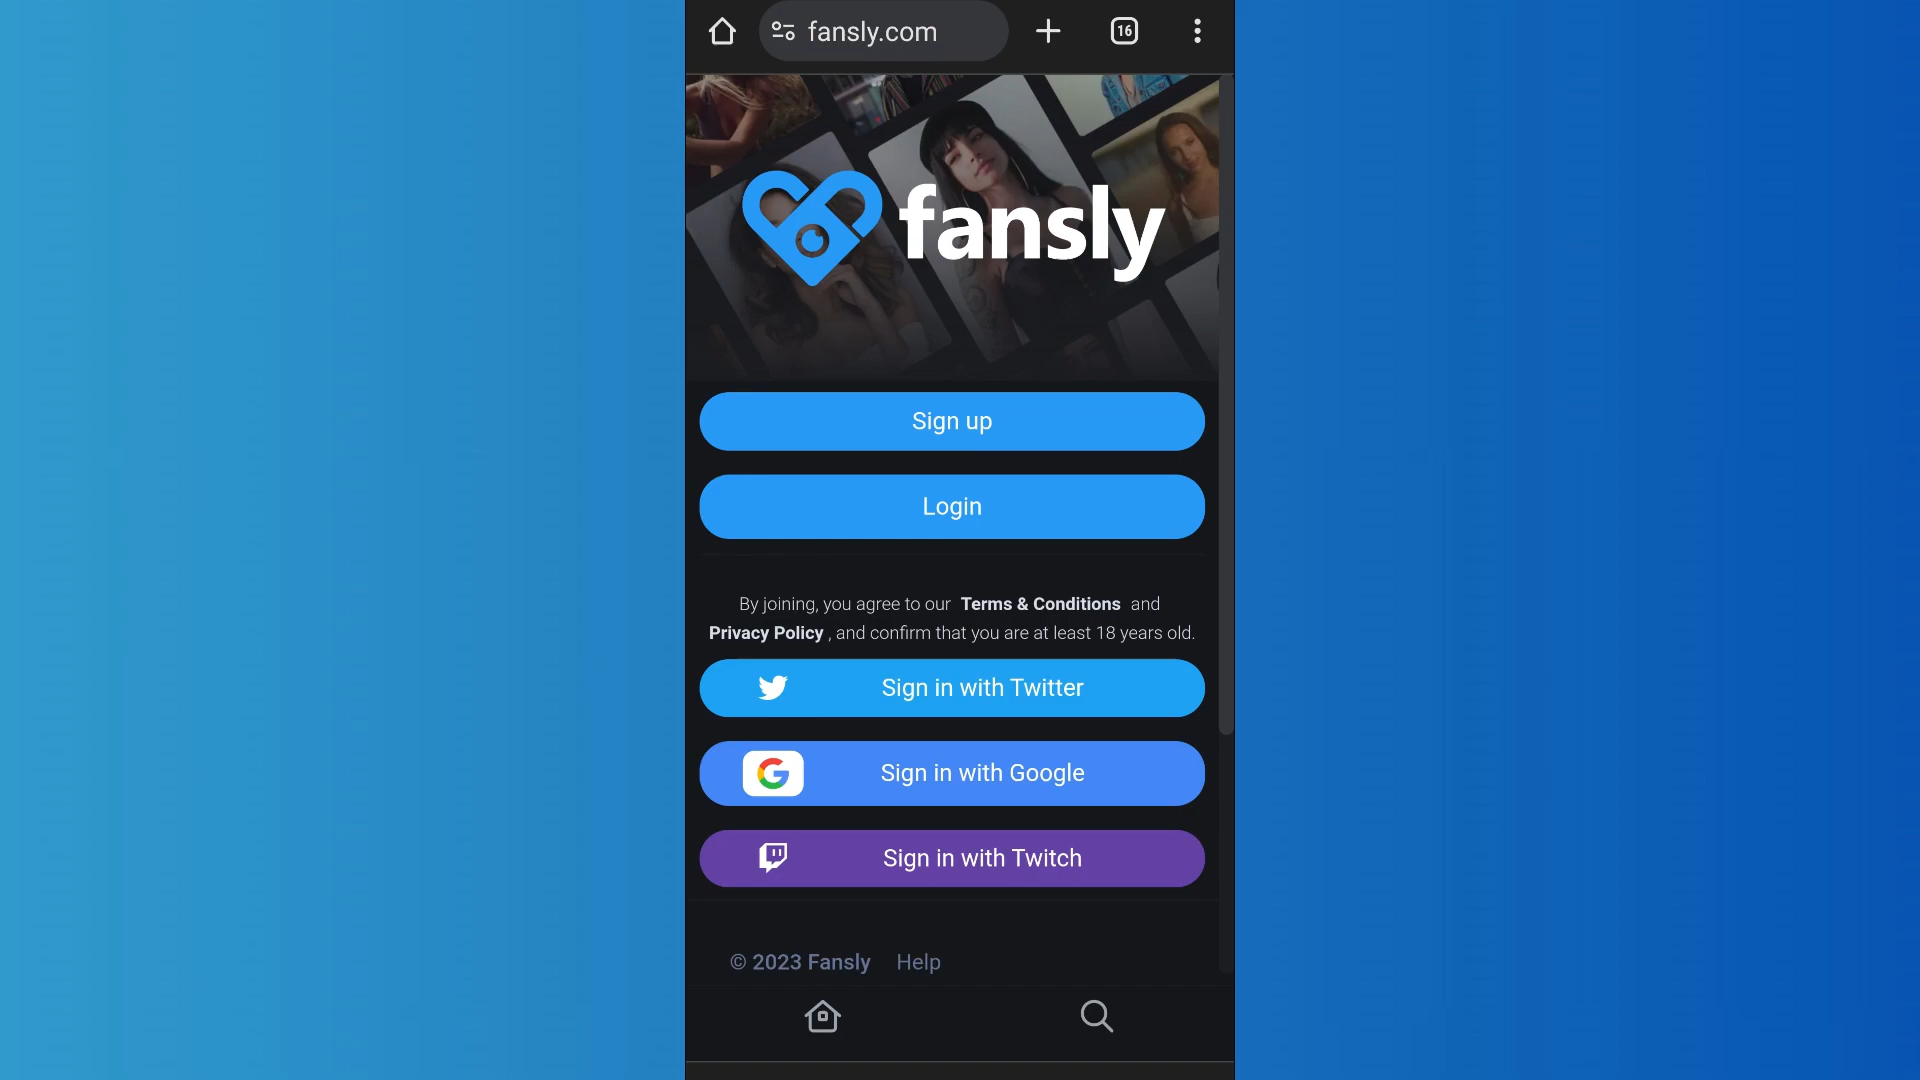 fansly.com
16
fansly
Sign up
Login
By joining, you agree to our Terms & Conditions and
Privacy Policy , and confirm that you are at least 18 years old.
Sign in with Twitter
Sign in with Google
Sign in with Twitch
© 2023 Fansly Help